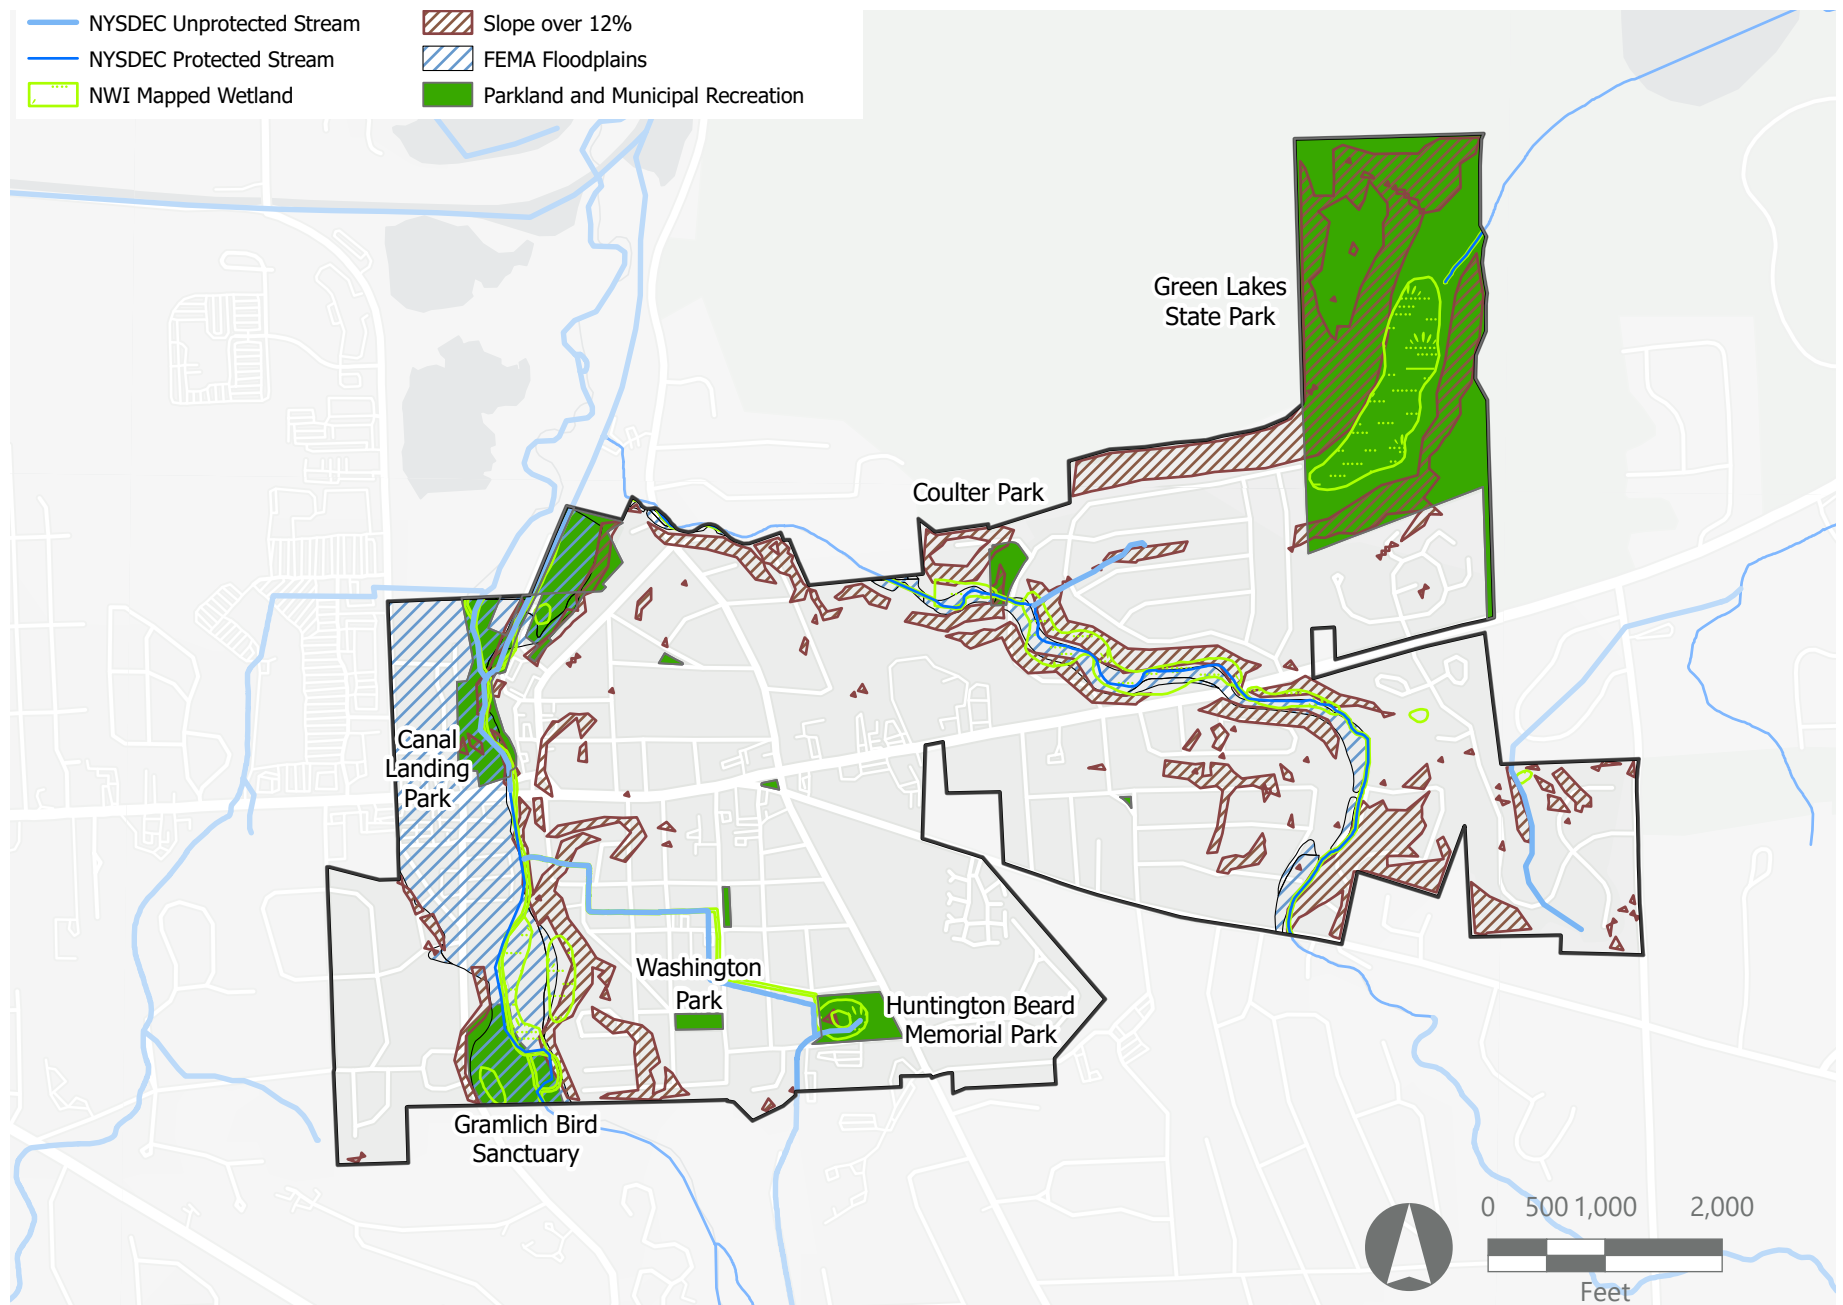 NYSDEC Unprotected Stream
NYSDEC Protected Stream
NWI Mapped Wetland
Slope over 12%
FEMA Floodplains
Parkland and Municipal Recreation
Green Lakes
State Park
Coulter Park
Canal
Landing
Park
Washington
Park
Huntington Beard
Memorial Park
Gramlich Bird
Sanctuary
0 500 1,000 2,000
Feet